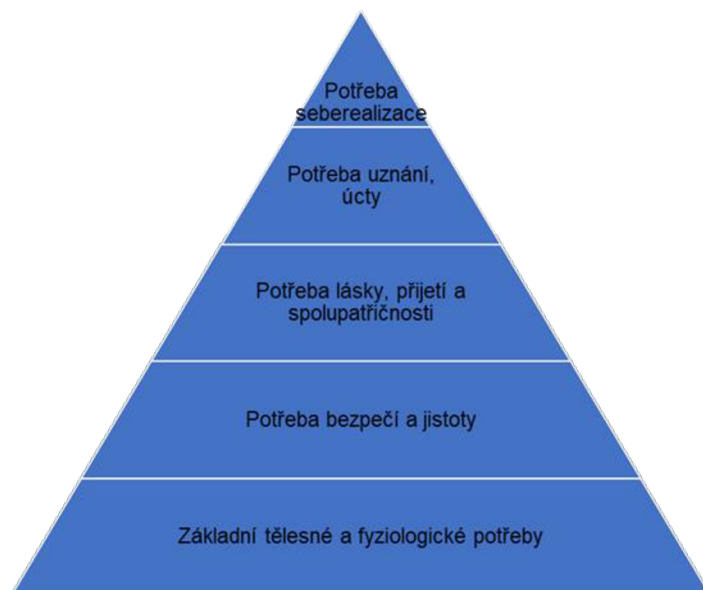 Potřeba
seberealizace
Potřeba uznání,
úcty
Potřeba lásky, přijetí a
spolupatřičnosti
Potřeba bezpečí a jistoty
Základní tělesné a fyziologické potřeby